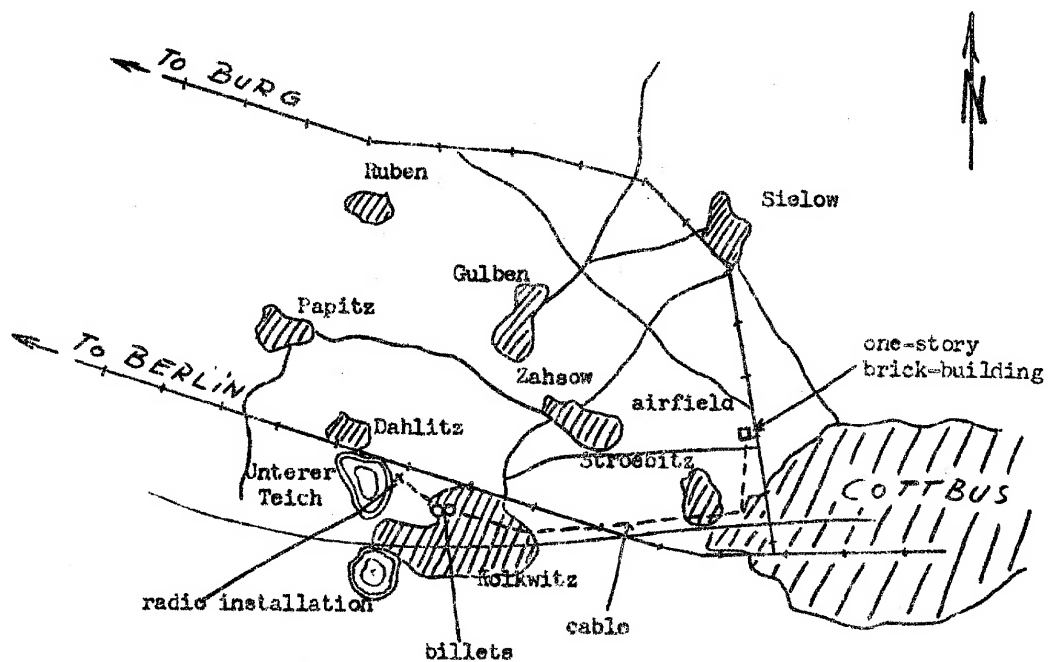 TO BURG
N
Ruben
Sielow
Gulben
Papitz
TO BERLIN
one-story
brick-building
Zahsow
airfield
Dahlitz
Stroebitz
Unterer
Teich
COTTBUS
Kolkwitz
radio installation
cable
billets